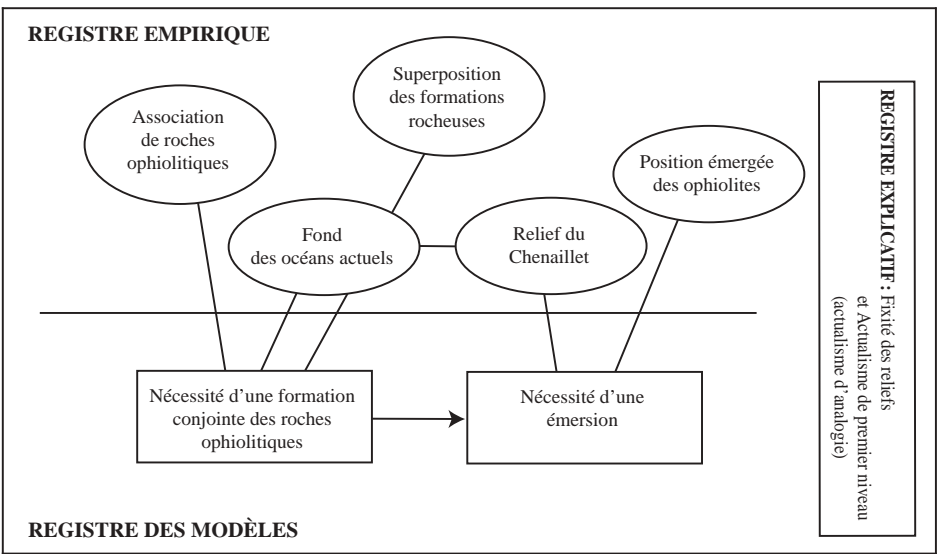 REGISTRE EMPIRIQUE
Superposition
des formations
rocheuses
Association
de roches
ophiolitiques
Position émergée
des ophiolites
Fond
des océans actuels
Relief du
Chenaillet
Nécessité d’une formation
conjointe des roches
ophiolitiques
Nécessité d’une
émersion
REGISTRE DES MODÈLES
REGISTRE EXPLICATIF : Fixité des reliefs
et Actualisme de premier niveau
(actualisme d’analogie)